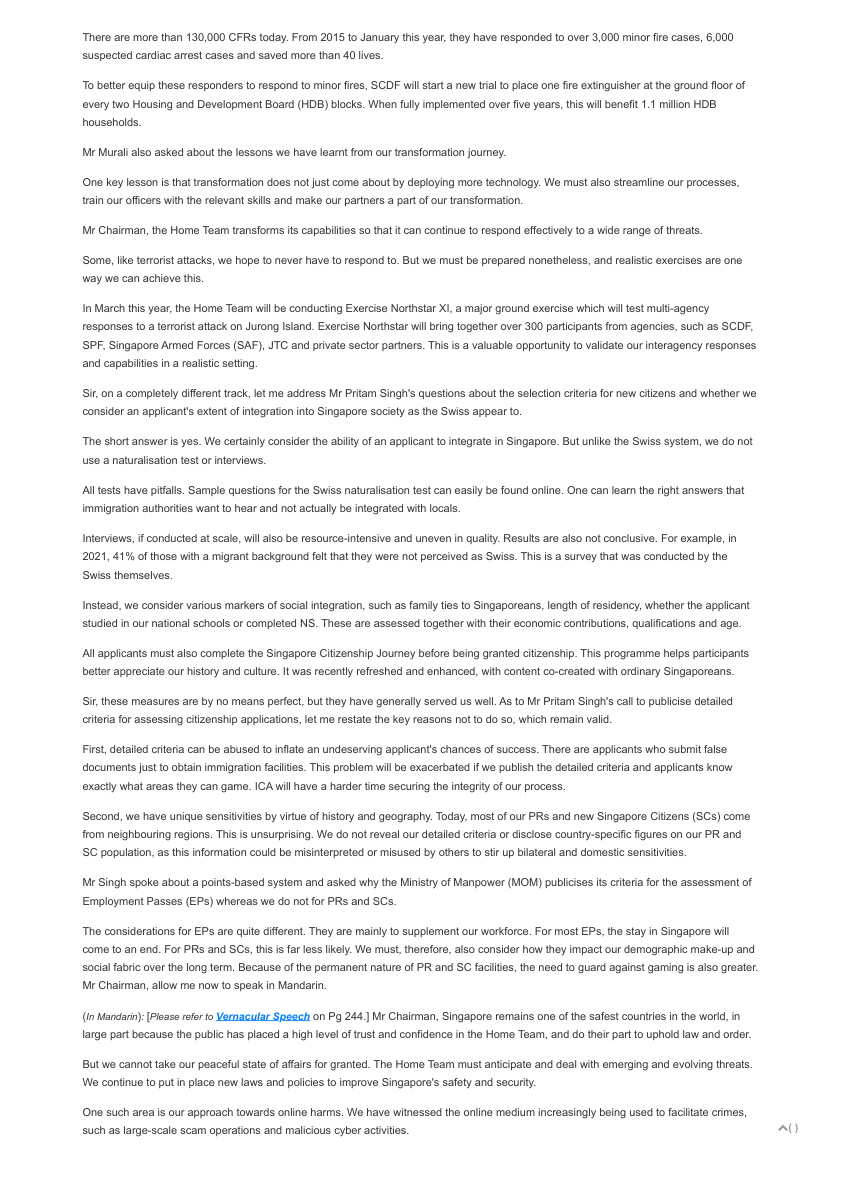 There are more than 130,000 CFRs today. From 2015 to January this year, they have responded to over 3,000 minor fire cases, 6,000
suspected cardiac arrest cases and saved more than 40 lives.
To better equip these responders to respond to minor fires, SCDF will start a new trial to place one fire extinguisher at the ground floor of
every two Housing and Development Board (HDB) blocks. When fully implemented over five years, this will benefit 1.1 million HDB
households.
Mr Murali also asked about the lessons we have learnt from our transformation journey.
One key lesson is that transformation does not just come about by deploying more technology. We must also streamline our processes,
train our officers with the relevant skills and make our partners a part of our transformation.
Mr Chairman, the Home Team transforms its capabilities so that it can continue to respond effectively to a wide range of threats.
Some, like terrorist attacks, we hope to never have to respond to. But we must be prepared nonetheless, and realistic exercises are one
way we can achieve this.
In March this year, the Home Team will be conducting Exercise Northstar XI, a major ground exercise which will test multi-agency
responses to a terrorist attack on Jurong Island. Exercise Northstar will bring together over 300 participants from agencies, such as SCDF,
SPF, Singapore Armed Forces (SAF), JTC and private sector partners. This is a valuable opportunity to validate our interagency responses
and capabilities in a realistic setting.
Sir, on a completely different track, let me address Mr Pritam Singh's questions about the selection criteria for new citizens and whether we
consider an applicant's extent of integration into Singapore society as the Swiss appear to.
The short answer is yes. We certainly consider the ability of an applicant to integrate in Singapore. But unlike the Swiss system, we do not
use a naturalisation test or interviews.
All tests have pitfalls. Sample questions for the Swiss naturalisation test can easily be found online. One can learn the right answers that
immigration authorities want to hear and not actually be integrated with locals.
Interviews, if conducted at scale, will also be resource-intensive and uneven in quality. Results are also not conclusive. For example, in
2021, 41% of those with a migrant background felt that they were not perceived as Swiss. This is a survey that was conducted by the
Swiss themselves.
Instead, we consider various markers of social integration, such as family ties to Singaporeans, length of residency, whether the applicant
studied in our national schools or completed NS. These are assessed together with their economic contributions, qualifications and age.
All applicants must also complete the Singapore Citizenship Journey before being granted citizenship. This programme helps participants
better appreciate our history and culture. It was recently refreshed and enhanced, with content co-created with ordinary Singaporeans.
Sir, these measures are by no means perfect, but they have generally served us well. As to Mr Pritam Singh's call to publicise detailed
criteria for assessing citizenship applications, let me restate the key reasons not to do so, which remain valid.
First, detailed criteria can be abused to inflate an undeserving applicant's chances of success. There are applicants who submit false
documents just to obtain immigration facilities. This problem will be exacerbated if we publish the detailed criteria and applicants know
exactly what areas they can game. ICA will have a harder time securing the integrity of our process.
Second, we have unique sensitivities by virtue of history and geography. Today, most of our PRs and new Singapore Citizens (SCs) come
from neighbouring regions. This is unsurprising. We do not reveal our detailed criteria or disclose country-specific figures on our PR and
SC population, as this information could be misinterpreted or misused by others to stir up bilateral and domestic sensitivities.
Mr Singh spoke about a points-based system and asked why the Ministry of Manpower (MOM) publicises its criteria for the assessment of
Employment Passes (EPs) whereas we do not for PRs and SCs.
The considerations for EPs are quite different. They are mainly to supplement our workforce. For most EPs, the stay in Singapore will
come to an end. For PRs and SCs, this is far less likely. We must, therefore, also consider how they impact our demographic make-up and
social fabric over the long term. Because of the permanent nature of PR and SC facilities, the need to guard against gaming is also greater.
Mr Chairman, allow me now to speak in Mandarin.
(In Mandarin): [Please refer to Vernacular Speech on Pg 244.] Mr Chairman, Singapore remains one of the safest countries in the world, in
large part because the public has placed a high level of trust and confidence in the Home Team, and do their part to uphold law and order.
But we cannot take our peaceful state of affairs for granted. The Home Team must anticipate and deal with emerging and evolving threats.
We continue to put in place new laws and policies to improve Singapore's safety and security.
One such area is our approach towards online harms. We have witnessed the online medium increasingly being used to facilitate crimes,
such as large-scale scam operations and malicious cyber activities.
( )